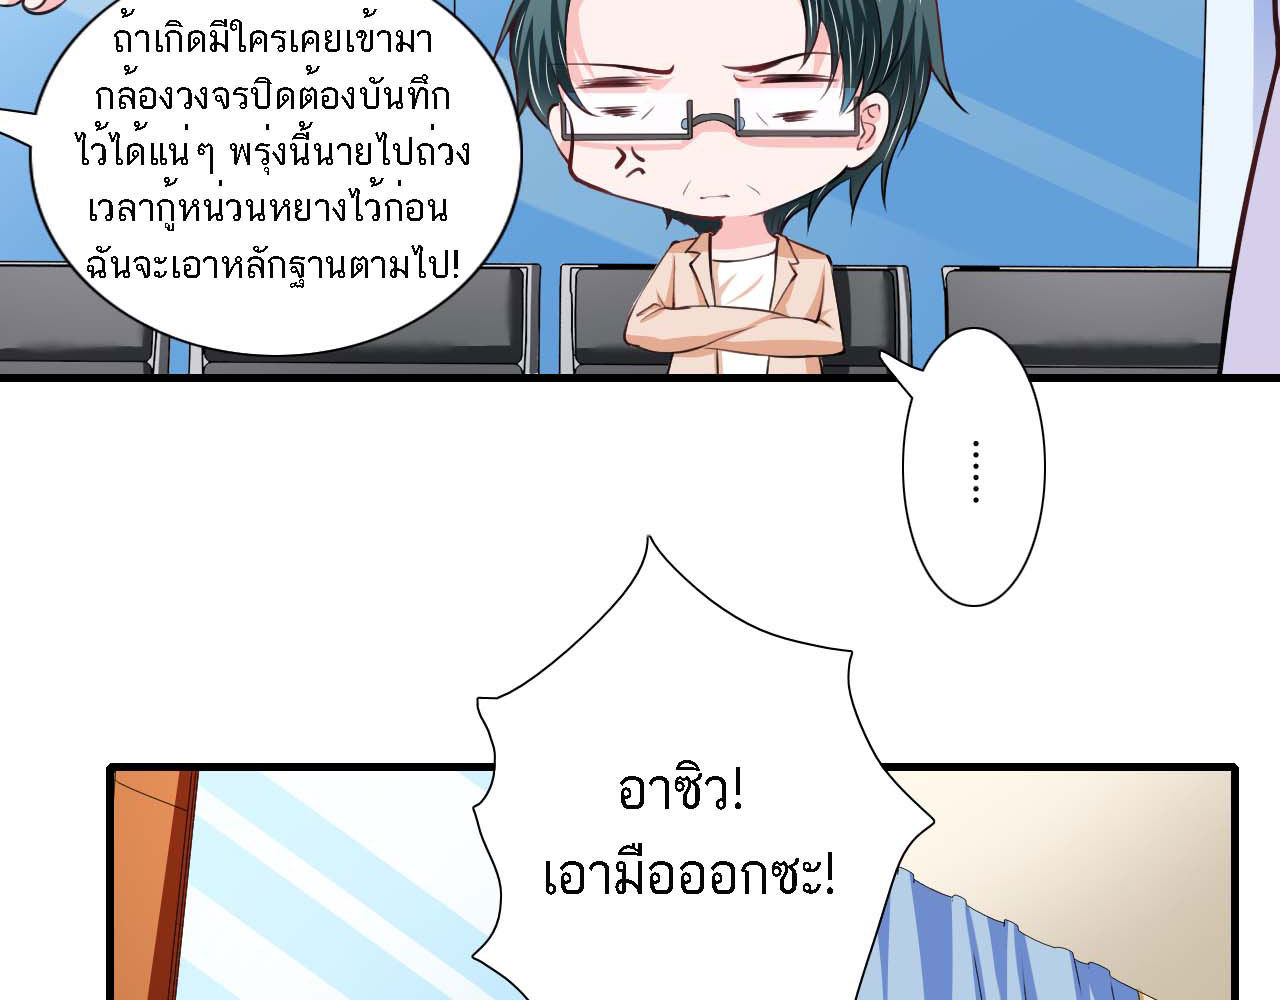 ถ้าเกิดมีใครเคยเข้ามา
กล้องวงจรปิดต้องบันทึก
ไว้ได้แน่ๆ พรุ่งนี้นายไปถ่วง
เวลากู้หน่วนหยางไว้ก่อน
ฉันจะเอาหลักฐานตามไป!
......
อาซิว!
เอามือออกซะ!